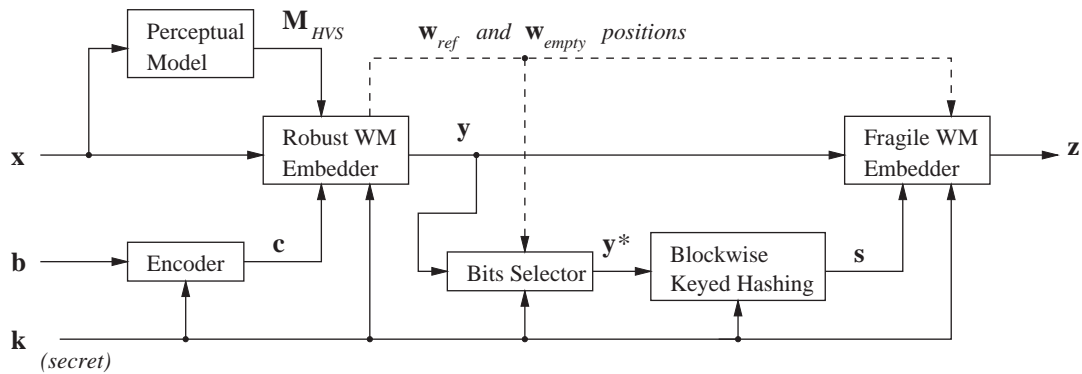 Perceptual
Model
M_HVS
w_ref and w_empty positions
x
Robust WM
Embedder
y
Fragile WM
Embedder
z
b
Encoder
c
Bits Selector
y*
Blockwise
Keyed Hashing
s
k
(secret)